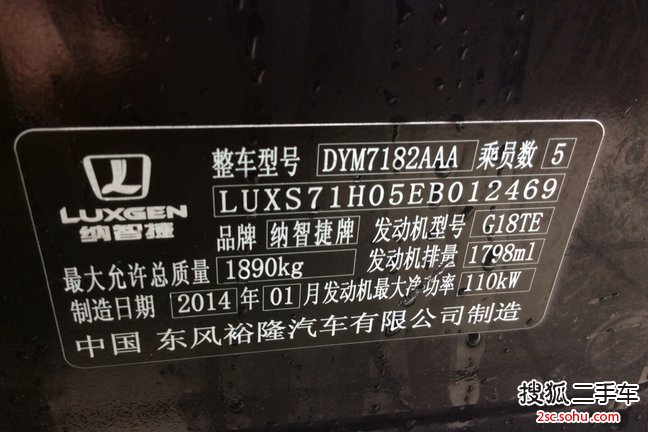 整车型号 DYM7182AAA 乘员数 5
LUXS71H05EB012469
LUXGEN
纳智捷
品牌 纳智捷牌 发动机型号 G18TE
最大允许总质量 1890kg 发动机排量 1798ml
制造日期 2014 年 01 月 发动机最大净功率 110kW
中国 东风裕隆汽车有限公司制造
搜狐二手车
2sc.sohu.com